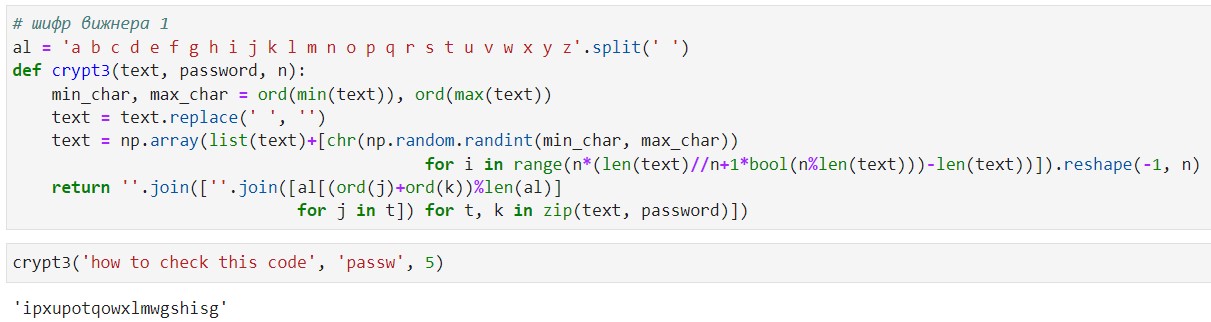 # шифр вижнера 1
al = 'a b c d e f g h i j k l m n o p q r s t u v w x y z'.split(' ')
def crypt3(text, password, n):
    min_char, max_char = ord(min(text)), ord(max(text))
    text = text.replace(' ', '')
    text = np.array(list(text)+[chr(np.random.randint(min_char, max_char))
                                       for i in range(n*(len(text)//n+1*bool(n%len(text)))-len(text))]).reshape(-1, n)
    return ''.join([''.join([al[(ord(j)+ord(k))%len(al)]
                           for j in t]) for t, k in zip(text, password)])
crypt3('how to check this code', 'passw', 5)
'ipxupotqowxlmwgshisg'